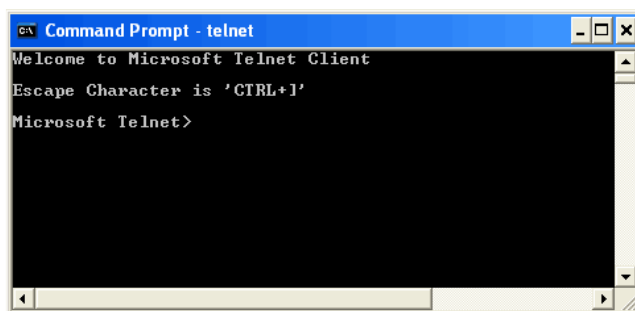 Command Prompt - telnet
Welcome to Microsoft Telnet Client
Escape Character is 'CTRL+]'
Microsoft Telnet>